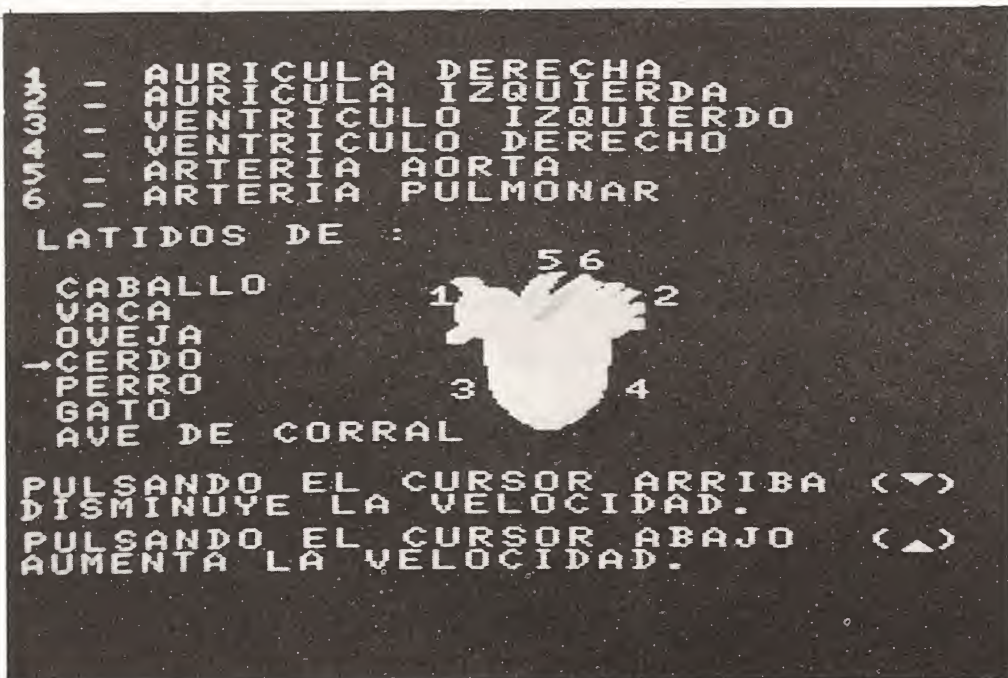 1 - AURICULA DERECHA
2 - AURICULA IZQUIERDA
3 - VENTRICULO IZQUIERDO
4 - VENTRICULO DERECHO
5 - ARTERIA AORTA
6 - ARTERIA PULMONAR
LATIDOS DE :
5 6
1 2
CABALLO
VACA
OVEJA
→CERDO
PERRO
3 4
GATO
AVE DE CORRAL
PULSANDO EL CURSOR ARRIBA (▼)
DISMINUYE LA VELOCIDAD.
PULSANDO EL CURSOR ABAJO (▲)
AUMENTA LA VELOCIDAD.